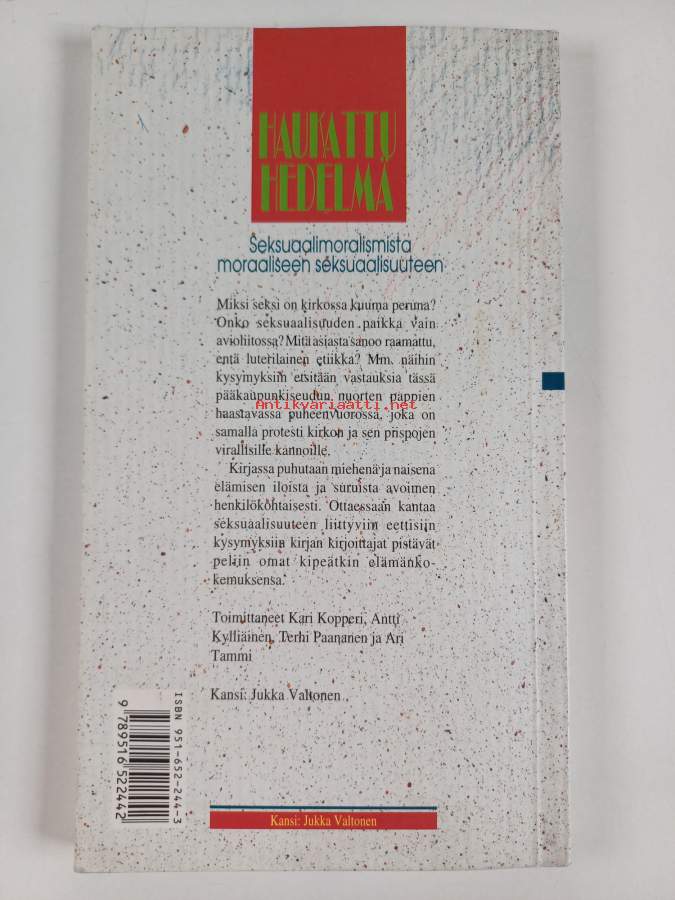 HAUKATTU
HEDELMÄ
Seksuaalimoralismista
moraaliseen seksuaalisuuteen
Miksi seksi on kirkossa kuuma peruna?
Onko seksuaalisuuden paikka vain
avioliitossa? Mitä asiasta sanoo raamattu,
entä luterilainen etiikka? Mm. näihin
kysymyksiin etsitään vastauksia tässä
pääkaupunkiseudun nuorten pappien
Antikvariaatti.net
haastavassa puheenvuorossa, joka on
samalla protesti kirkon ja sen piispojen
virallisille kannoille.
Kirjassa puhutaan miehenä ja naisena
elämisen iloista ja suruista avoimen
henkilökohtaisesti. Ottaessaan kantaa
seksuaalisuuteen liittyviin eettisiin
kysymyksiin kirjan kirjoittajat pistävät
peliin omat kipeätkin elämänko-
kemuksensa.
Toimittaneet Kari Kopperi, Antti
Kylliäinen, Terhi Paananen ja Ari
Tammi
Kansi: Jukka Valtonen
ISBN 951-652-244-3
9 789516 522442
Kansi: Jukka Valtonen